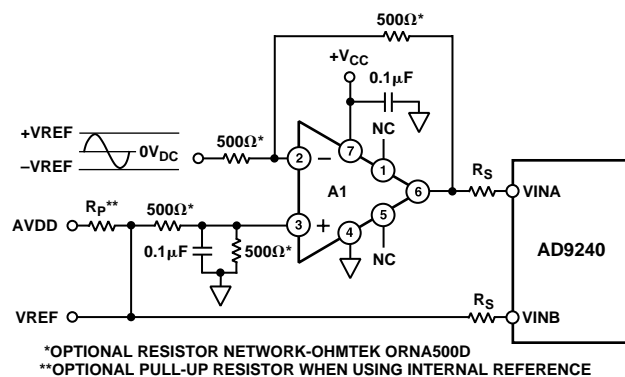 500Ω*
+VCC
0.1µF
NC
+VREF
0VDC
–VREF
500Ω*
2
–
7
1
A1
6
RS
VINA
AD9240
AVDD
RP**
500Ω*
3
+
4
5
0.1µF
500Ω*
NC
VREF
RS
VINB
*OPTIONAL RESISTOR NETWORK-OHMTEK ORNA500D
**OPTIONAL PULL-UP RESISTOR WHEN USING INTERNAL REFERENCE